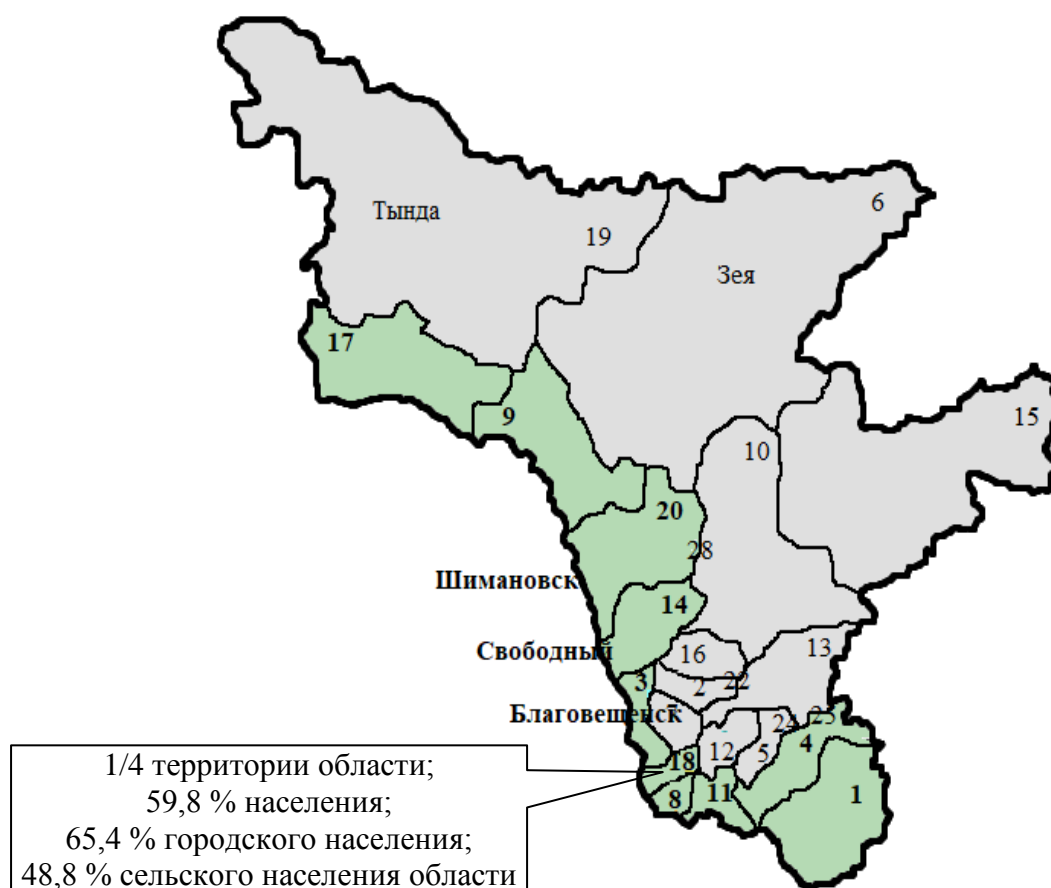 6
Тында
19
Зея
17
9
15
10
20
28
Шимановск
14
Свободный
16
13
3
2
22
Благовещенск
7
24
25
4
12
5
18
1/4 территории области;
59,8 % населения;
65,4 % городского населения;
48,8 % сельского населения области
8
11
1